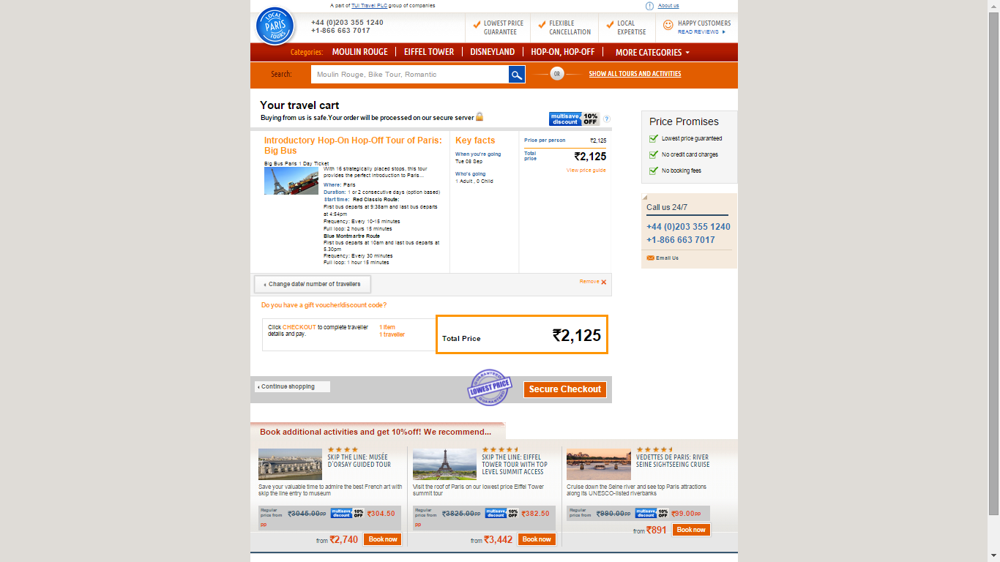 A part of TUI Travel PLC group of companies
About us
LOCAL PARIS TOURS
+44 (0)203 355 1240
+1-866 663 7017
LOWEST PRICE GUARANTEE
FLEXIBLE CANCELLATION
LOCAL EXPERTISE
HAPPY CUSTOMERS
READ REVIEWS
Categories: MOULIN ROUGE EIFFEL TOWER DISNEYLAND HOP-ON, HOP-OFF MORE CATEGORIES
Search: Moulin Rouge, Bike Tour, Romantic OR SHOW ALL TOURS AND ACTIVITIES
Your travel cart
Buying from us is safe.Your order will be processed on our secure server
multisave discount 10% OFF ?
Introductory Hop-On Hop-Off Tour of Paris:
Big Bus
Big Bus Paris 1 Day Ticket
With 16 strategically placed stops, this tour
provides the perfect introduction to Paris...
Where: Paris
Duration: 1 or 2 consecutive days (option based)
Start time: Red Classic Route:
First bus departs at 9:38am and last bus departs
at 4:54pm
Frequency: Every 10-15 minutes
Full loop: 2 hours 15 minutes
Blue Montmartre Route
First bus departs at 10am and last bus departs at
5.30pm
Frequency: Every 30 minutes
Full loop: 1 hour 15 minutes
Key facts
When you're going
Tue 08 Sep
Who's going
1 Adult , 0 Child
Price per person ₹2,125
Total price ₹2,125
View price guide
Change date/ number of travellers
Remove
Do you have a gift voucher/discount code?
Click CHECKOUT to complete traveller
details and pay.
1 item
1 traveller
Total Price ₹2,125
Continue shopping
GUARANTEED LOWEST PRICE GUARANTEED
Secure Checkout
Price Promises
Lowest price guaranteed
No credit card charges
No booking fees
Call us 24/7
+44 (0)203 355 1240
+1-866 663 7017
Email Us
Book additional activities and get 10%off! We recommend...
SKIP THE LINE: MUSÉE
D'ORSAY GUIDED TOUR
Save your valuable time to admire the best French art with
skip the line entry to museum
Regular price from ₹3045.00pp multisave discount 10% OFF ₹304.50
pp
from ₹2,740 Book now
SKIP THE LINE: EIFFEL
TOWER TOUR WITH TOP
LEVEL SUMMIT ACCESS
Visit the roof of Paris on our lowest price Eiffel Tower
summit tour
Regular price from ₹3825.00pp multisave discount 10% OFF ₹382.50
pp
from ₹3,442 Book now
VEDETTES DE PARIS: RIVER
SEINE SIGHTSEEING CRUISE
Cruise down the Seine river and see top Paris attractions
along its UNESCO-listed riverbanks
Regular price from ₹990.00pp multisave discount 10% OFF ₹99.00pp
from ₹891 Book now